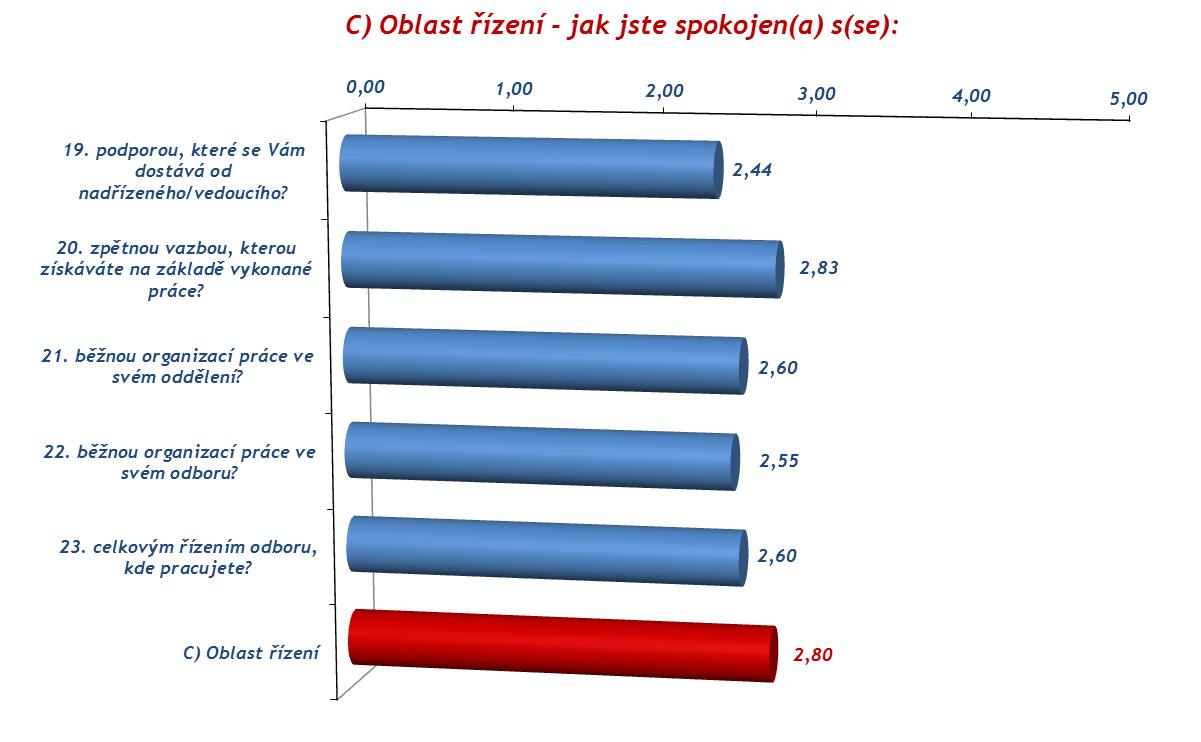 C) Oblast řízení - jak jste spokojen(a) s(se):
0,00
1,00
2,00
3,00
4,00
5,00
19. podporou, které se Vám
dostává od
nadřízeného/vedoucího?
2,44
20. zpětnou vazbou, kterou
získáváte na základě vykonané
práce?
2,83
21. běžnou organizací práce ve
svém oddělení?
2,60
22. běžnou organizací práce ve
svém odboru?
2,55
23. celkovým řízením odboru,
kde pracujete?
2,60
C) Oblast řízení
2,80